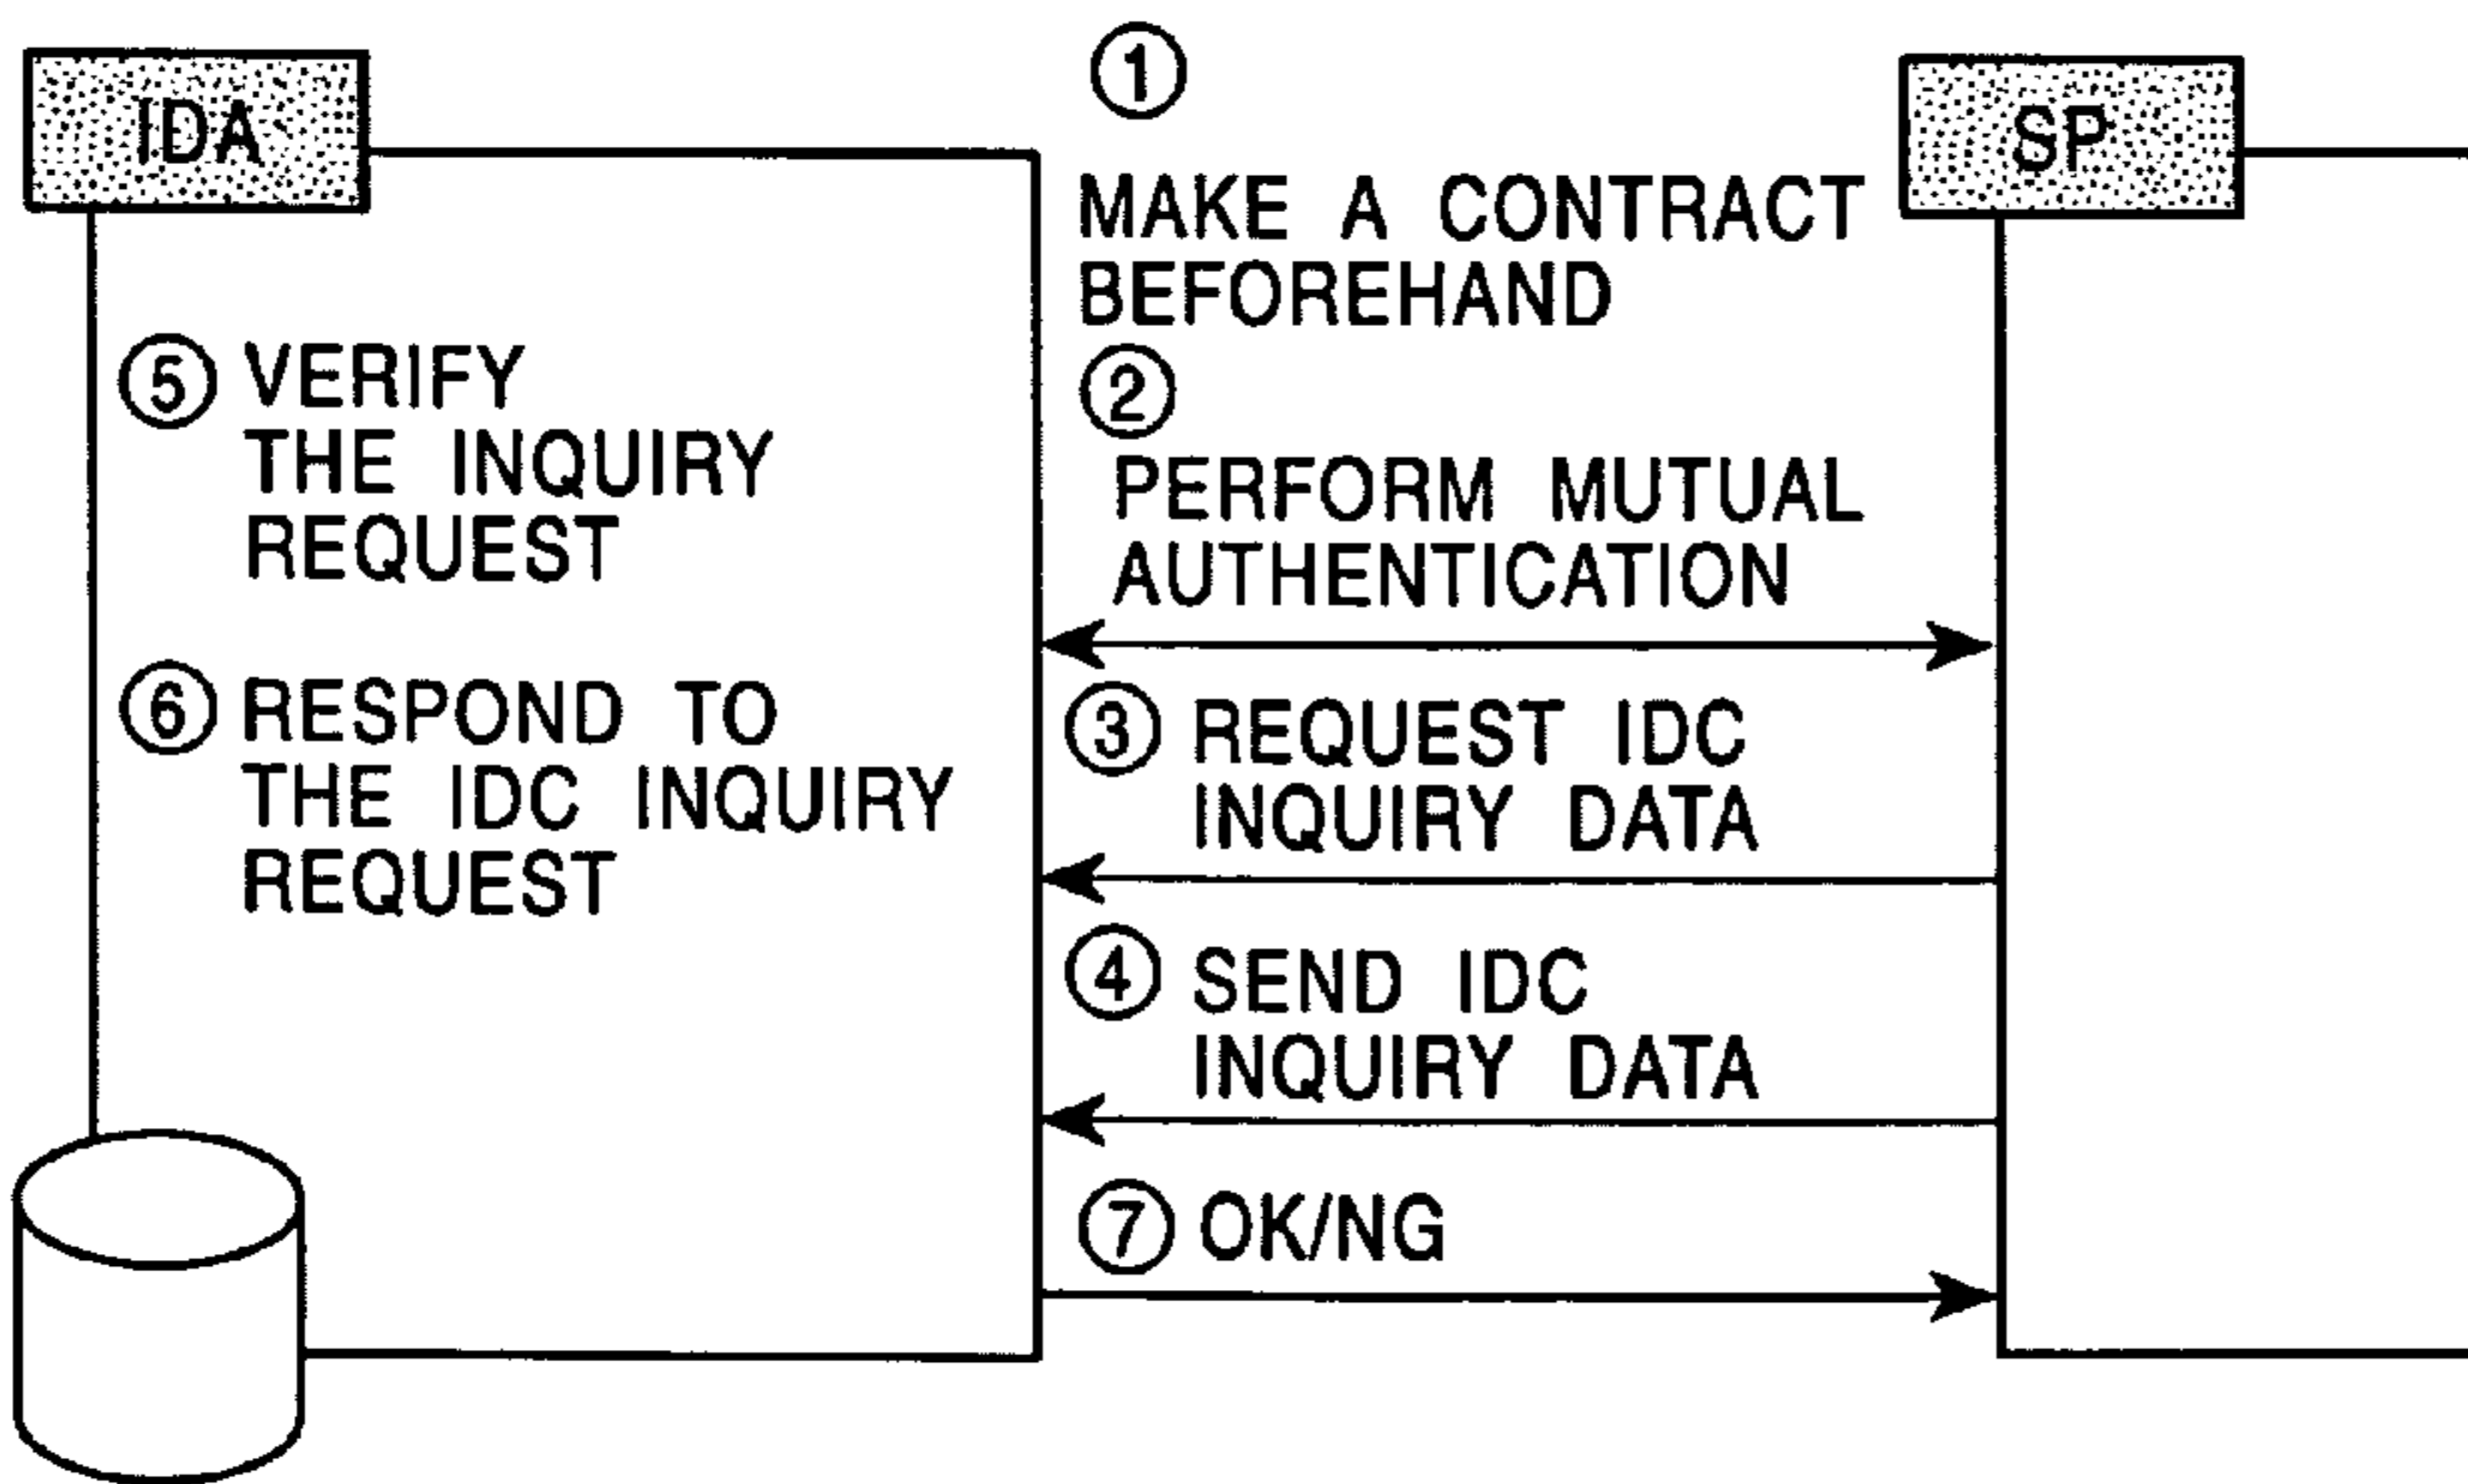 IDA
⑤ VERIFY
THE INQUIRY
REQUEST
⑥ RESPOND TO
THE IDC INQUIRY
REQUEST
①
MAKE A CONTRACT
BEFOREHAND
②
PERFORM MUTUAL
AUTHENTICATION
③ REQUEST IDC
INQUIRY DATA
④ SEND IDC
INQUIRY DATA
⑦ OK/NG
SP